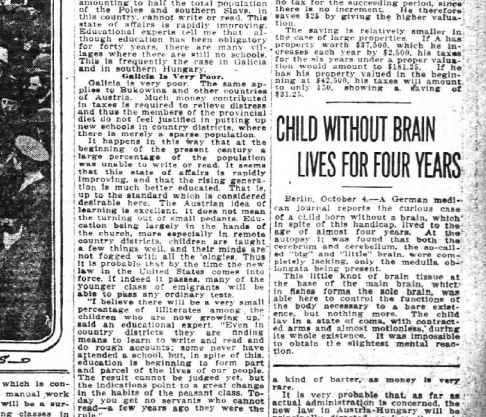 amounting to half the total population
of the Poles and southern Slavs, in
this country, cannot write or read. This
state of affairs is rapidly improving.
Educational experts tell me that al-
though education has been obligatory
for forty years, there are many vil-
lages where there are still no schools.
This is frequently the case in Galicia
and in southern Hungary.
Galicia Is Very Poor.
Galicia is very poor. The same ap-
plies to Bukowina and other countries
of Austria. Much money contributed
in taxes is required to relieve distress
and thus the members of the provincial
diet do not feel justified in putting up
new schools in country districts, where
there is merely a sparse population.
It happens in this way that at the
beginning of the present century a
large percentage of the population
was unable to write or read. It seems
that this state of affairs is rapidly
improving, and that the rising genera-
tion is much better educated. That is,
up to the standard which is considered
desirable here. The Austrian idea of
learning is excellent. It does not mean
the turning out of small pedants. Edu-
cation being largely in the hands of
the church, more especially in remote
country districts, children are taught
a few things well, and their minds are
not fogged with all the ologies. Thus
it is probable that by the time the new
law in the United States comes into
force, if indeed it passes, many of the
younger class of emigrants will be
able to pass any ordinary tests.
"I believe there will be a very small
percentage of illiterates among the
children who are now growing up,"
said an educational expert. "Even in
country districts they are finding
means to learn to write and read and
do rough accounts; some never have
attended a school, but, in spite of this,
education is beginning to form part
and parcel of the lives of our people.
The result cannot be judged yet, but
all indications point to a great change
in the habits of the peasant class. To-
day you get no servants who cannot
read—a few years ago they were the
rule."
which is con-
manual work
will be a sur-
ng classes in
no tax for the succeeding period, since
there is no increase. He therefore
saves $25 by giving the higher valua-
tion.
The saving is relatively smaller in
the case of large properties. If A has
property worth $37,500, which he in-
creases each year by $2,500, his taxes
for the six years under a proper valua-
tion would amount to $181.25. If he
has his property valued in the begin-
ning at $42,500, his taxes will amount
to only 150, showing a saving of
$31.25.
CHILD WITHOUT BRAIN
LIVES FOR FOUR YEARS
Berlin, October 4.—A German medi-
can journal reports the curious case
of a child born without a brain, which
in spite of this handicap, lived to the
age of almost four years. At the
autopsy it was found that both the
cerebrum and cerebellum, the so-call-
ed "big" and "little" brain, were com-
pletely lacking, only the medulla ob-
longata being present.
This little knot of brain tissue at
the base of the main brain, which
in fishes forms the sole brain, was
able here to control the functions of
the body necessary to a bare exist-
ence, but nothing more. The child
lay in a state of coma, with contract-
ed arms and almost motionless, during
its whole existence. It was impossible
to obtain the slightest mental reac-
tion.
a kind of barter, as money is very
rare.
It is very probable that, as far as
actual administration is concerned, the
new law in Austria-Hungary will be